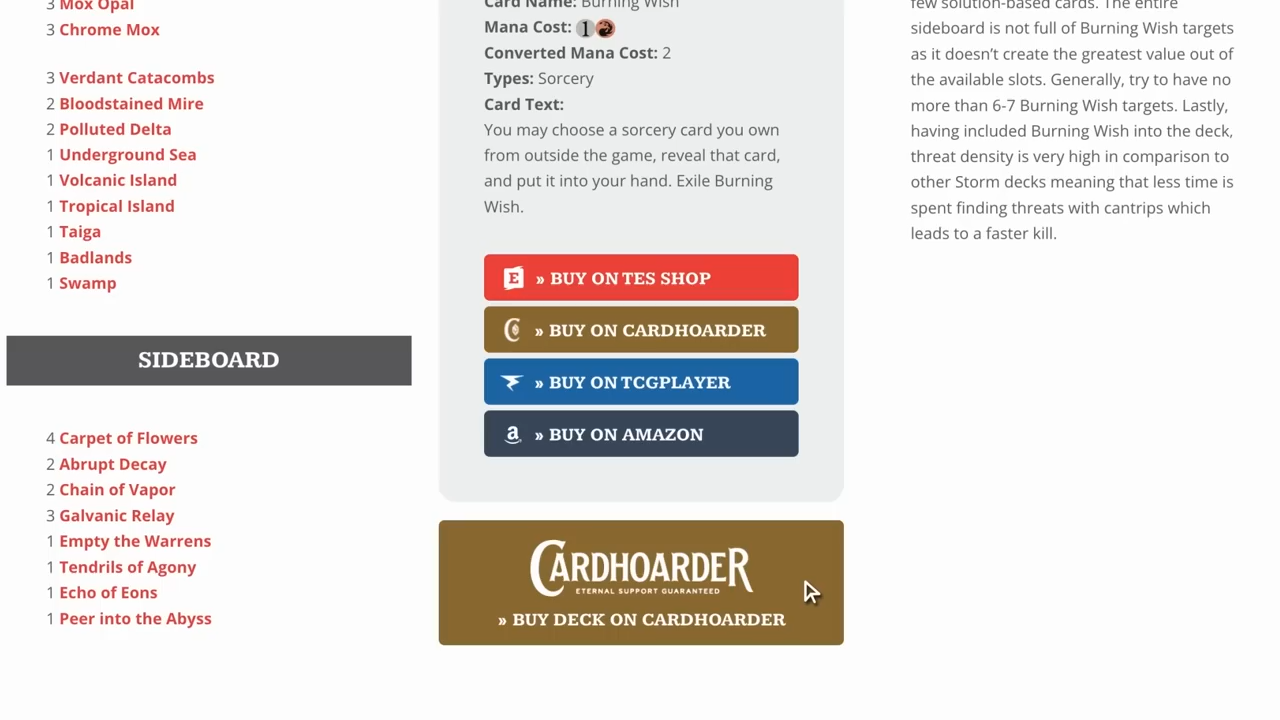 3 Mox Opal
3 Chrome Mox
3 Verdant Catacombs
2 Bloodstained Mire
2 Polluted Delta
1 Underground Sea
1 Volcanic Island
1 Tropical Island
1 Taiga
1 Badlands
1 Swamp
SIDEBOARD
4 Carpet of Flowers
2 Abrupt Decay
2 Chain of Vapor
3 Galvanic Relay
1 Empty the Warrens
1 Tendrils of Agony
1 Echo of Eons
1 Peer into the Abyss
Card Name: Burning Wish
Mana Cost: 1
Converted Mana Cost: 2
Types: Sorcery
Card Text:
You may choose a sorcery card you own
from outside the game, reveal that card,
and put it into your hand. Exile Burning
Wish.
E » BUY ON TES SHOP
C » BUY ON CARDHOARDER
» BUY ON TCGPLAYER
a » BUY ON AMAZON
CARDHOARDER
ETERNAL SUPPORT GUARANTEED
» BUY DECK ON CARDHOARDER
few solution-based cards. The entire
sideboard is not full of Burning Wish targets
as it doesn’t create the greatest value out of
the available slots. Generally, try to have no
more than 6-7 Burning Wish targets. Lastly,
having included Burning Wish into the deck,
threat density is very high in comparison to
other Storm decks meaning that less time is
spent finding threats with cantrips which
leads to a faster kill.